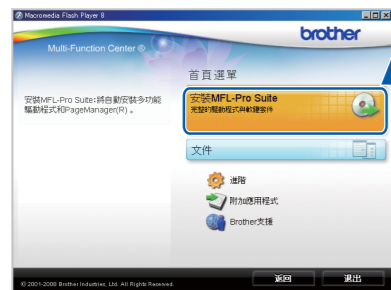 Macromedia Flash Player 8
brother
Multi-Function Center ®
首頁選單
安裝MFL-Pro Suite:將自動安裝多功能
驅動程式和PageManager(R) 。
安裝MFL-Pro Suite
完整的驅動程式與軟體套件
文件
進階
附加應用程式
Brother支援
© 2001-2008 Brother Industries, Ltd. All Rights Reserved.
返回
退出